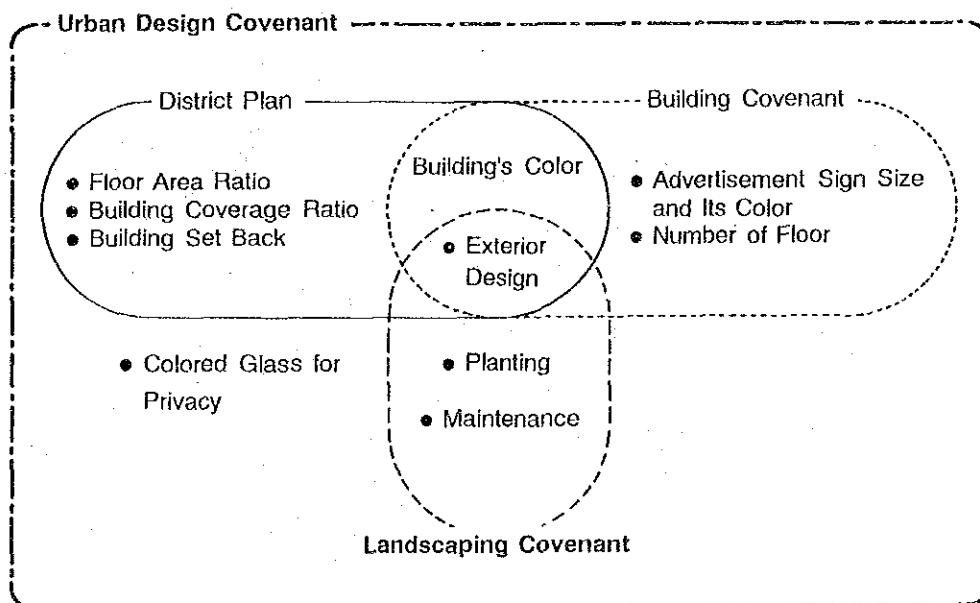 Urban Design Covenant
District Plan
Building Covenant
Building's Color
• Floor Area Ratio
• Building Coverage Ratio
• Building Set Back
• Advertisement Sign Size
and Its Color
• Number of Floor
• Exterior
Design
• Colored Glass for
Privacy
• Planting
• Maintenance
Landscaping Covenant